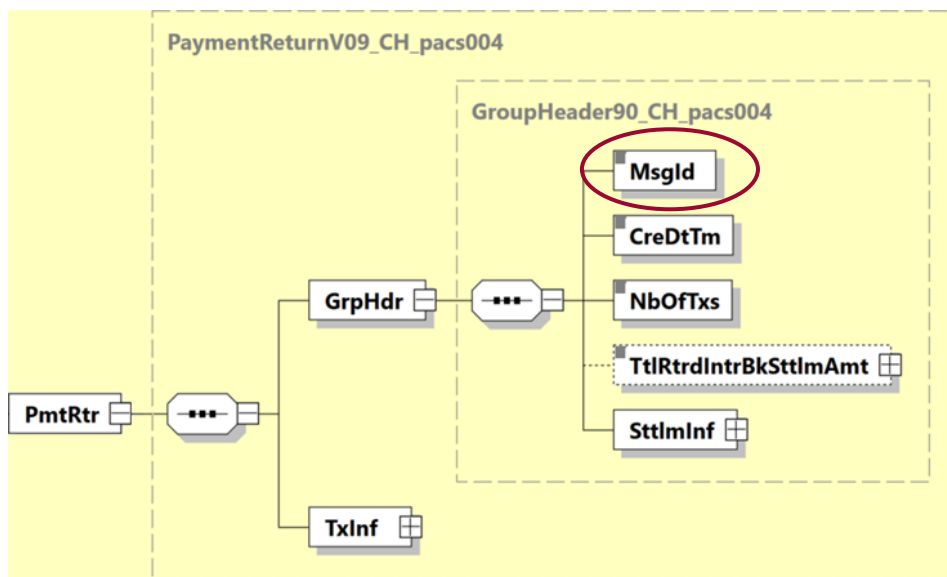 PaymentReturnV09_CH_pacs004
GroupHeader90_CH_pacs004
MsgId
CreDtTm
GrpHdr
NbOfTxs
TtlRtrdIntrBkSttlmAmt
PmtRtr
SttlmInf
TxInf